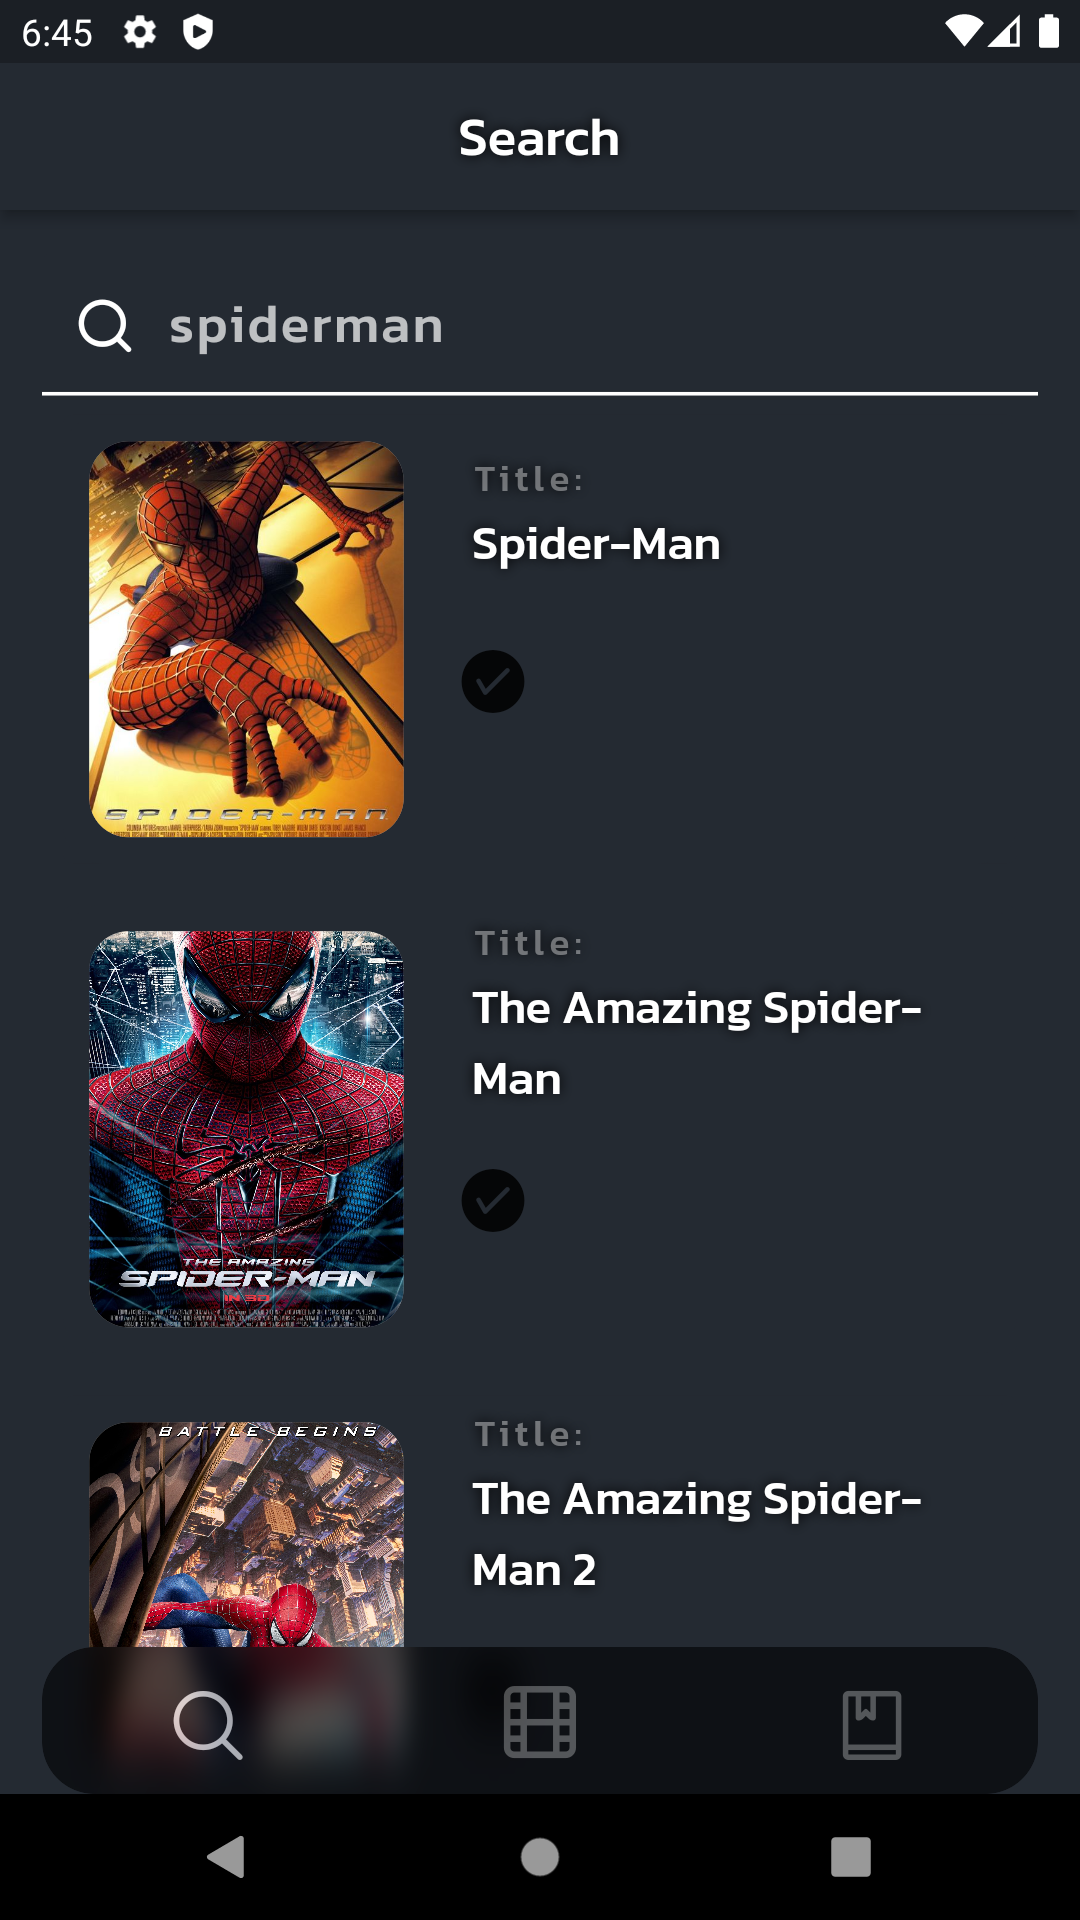 6:45
Search
spiderman
Title:
Spider-Man
SPIDER-MAN
Title:
The Amazing Spider-
Man
THE AMAZING
SPIDER-MAN
IN 3D
BATTLE BEGINS
Title:
The Amazing Spider-
Man 2